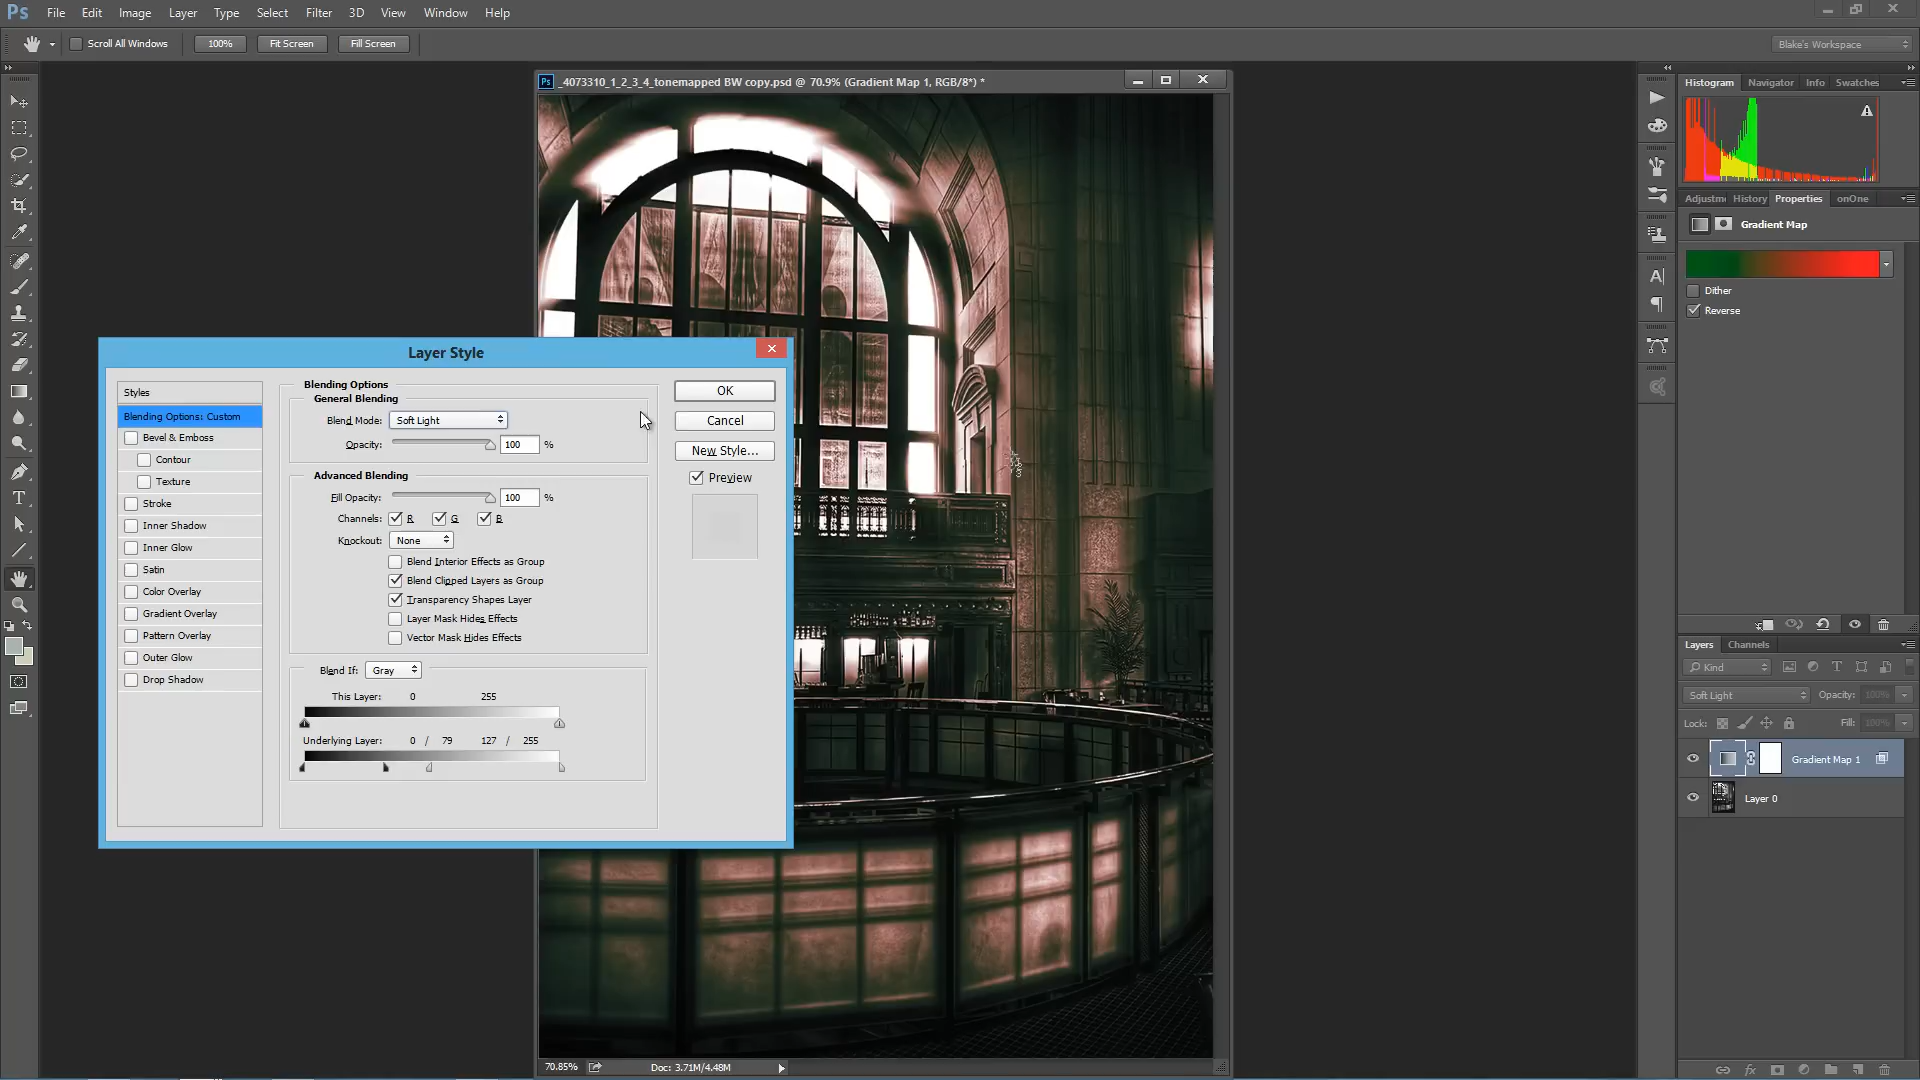 Ps File Edit Image Layer Type Select Filter 3D View Window Help
Scroll All Windows 100% Fit Screen Fill Screen Blake's Workspace
Ps _4073310_1_2_3_4_tonemapped BW copy.psd @ 70.9% (Gradient Map 1, RGB/8*) *
Histogram Navigator Info Swatches
Adjustme History Properties onOne
Gradient Map
Dither
Reverse
Layer Style
Styles
Blending Options: Custom
Bevel & Emboss
Contour
Texture
Stroke
Inner Shadow
Inner Glow
Satin
Color Overlay
Gradient Overlay
Pattern Overlay
Outer Glow
Drop Shadow
Blending Options
General Blending
Blend Mode: Soft Light
Opacity: 100 %
Advanced Blending
Fill Opacity: 100 %
Channels: R G B
Knockout: None
Blend Interior Effects as Group
Blend Clipped Layers as Group
Transparency Shapes Layer
Layer Mask Hides Effects
Vector Mask Hides Effects
Blend If: Gray
This Layer: 0 255
Underlying Layer: 0 / 79 127 / 255
OK
Cancel
New Style...
Preview
Layers Channels
Kind T
Soft Light Opacity: 100%
Lock: Fill: 100%
Gradient Map 1
Layer 0
70.85% Doc: 3.71M/4.48M
fx